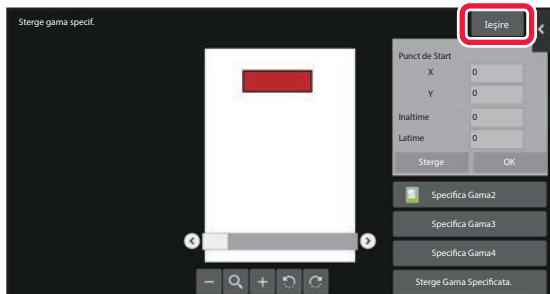 Sterge gama specif.
Ieşire
Punct de Start
X 0
Y 0
Inaltime 0
Latime 0
Sterge OK
Specifica Gama2
Specifica Gama3
Specifica Gama4
Sterge Gama Specificata.